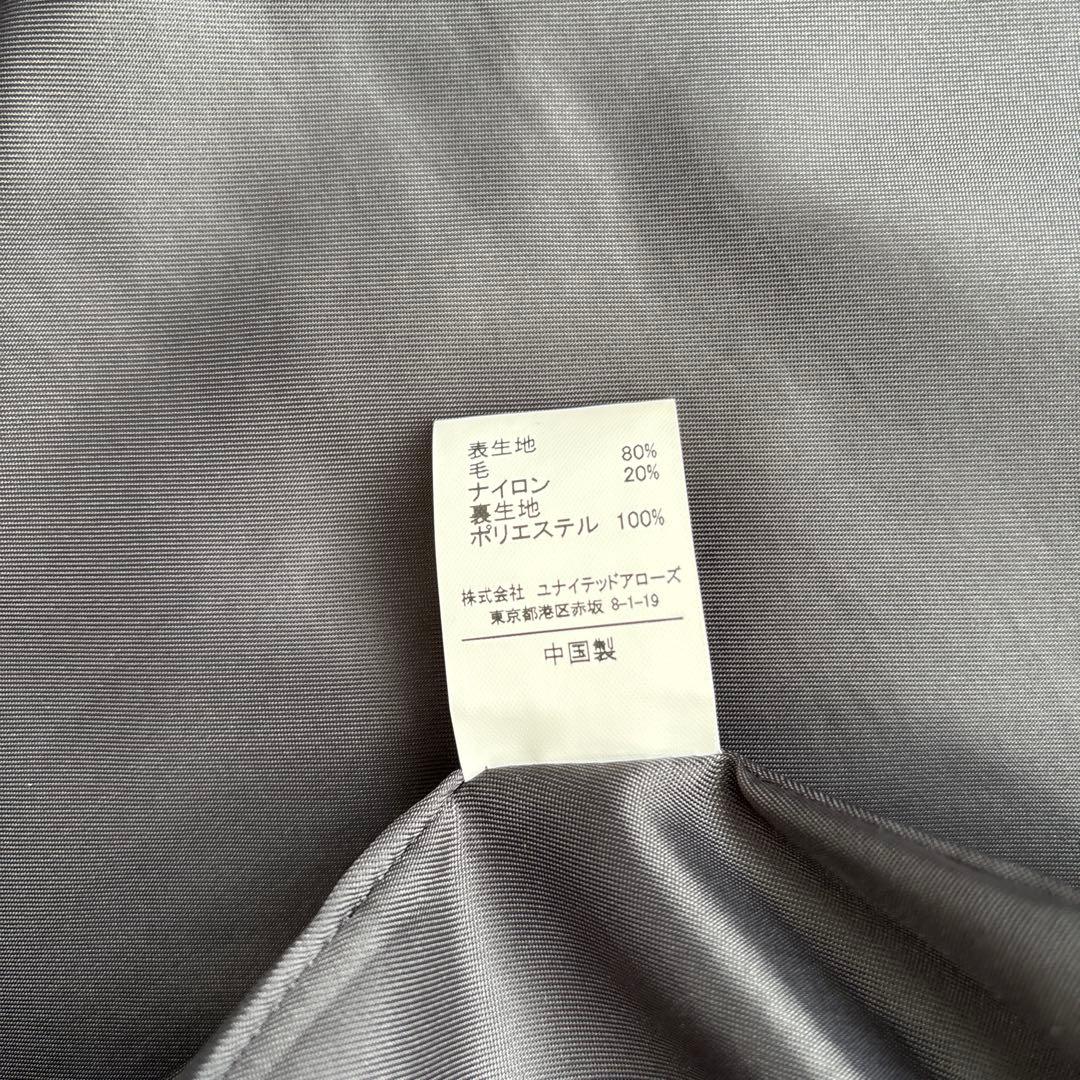 表生地
毛 80%
ナイロン 20%
裏生地
ポリエステル 100%
株式会社 ユナイテッドアローズ
東京都港区赤坂 8-1-19
中国製